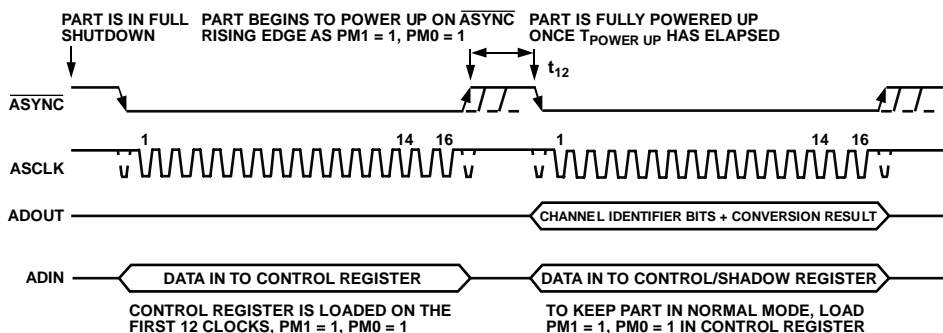 PART IS IN FULL
SHUTDOWN
PART BEGINS TO POWER UP ON ASYNC
RISING EDGE AS PM1 = 1, PM0 = 1
PART IS FULLY POWERED UP
ONCE TPOWER UP HAS ELAPSED
t12
ASYNC
1 14 16 1 14 16
ASCLK
ADOUT
CHANNEL IDENTIFIER BITS + CONVERSION RESULT
ADIN
DATA IN TO CONTROL REGISTER
DATA IN TO CONTROL/SHADOW REGISTER
CONTROL REGISTER IS LOADED ON THE
FIRST 12 CLOCKS, PM1 = 1, PM0 = 1
TO KEEP PART IN NORMAL MODE, LOAD
PM1 = 1, PM0 = 1 IN CONTROL REGISTER